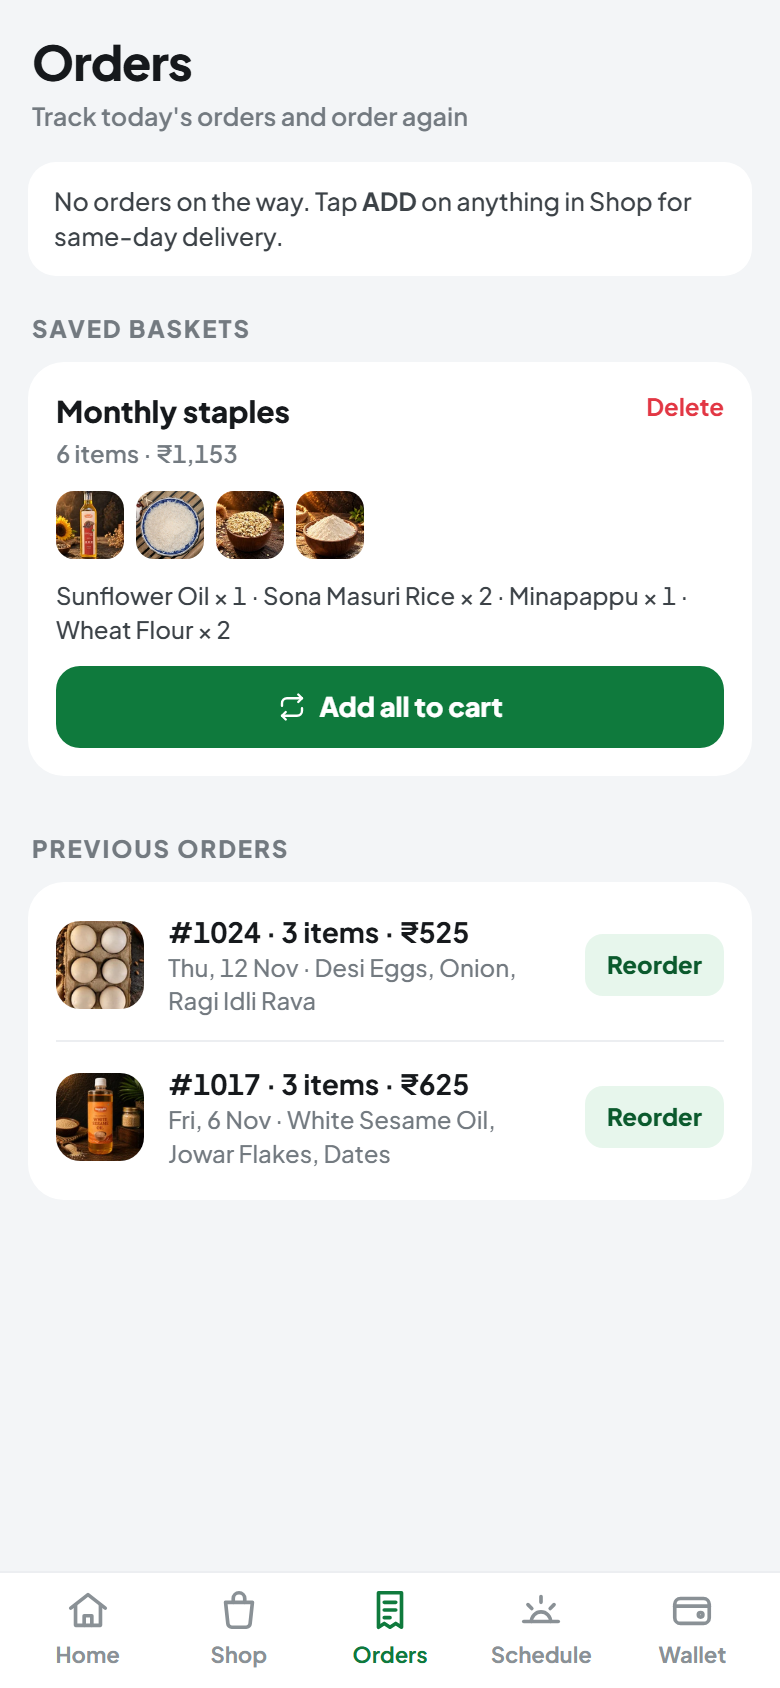 Orders
Track today's orders and order again
No orders on the way. Tap ADD on anything in Shop for
same-day delivery.
SAVED BASKETS
Monthly staples
Delete
6 items · ₹1,153
Sunflower Oil × 1 · Sona Masuri Rice × 2 · Minapappu × 1 ·
Wheat Flour × 2
Add all to cart
PREVIOUS ORDERS
#1024 · 3 items · ₹525
Thu, 12 Nov · Desi Eggs, Onion,
Ragi Idli Rava
Reorder
#1017 · 3 items · ₹625
Fri, 6 Nov · White Sesame Oil,
Jowar Flakes, Dates
Reorder
Home
Shop
Orders
Schedule
Wallet